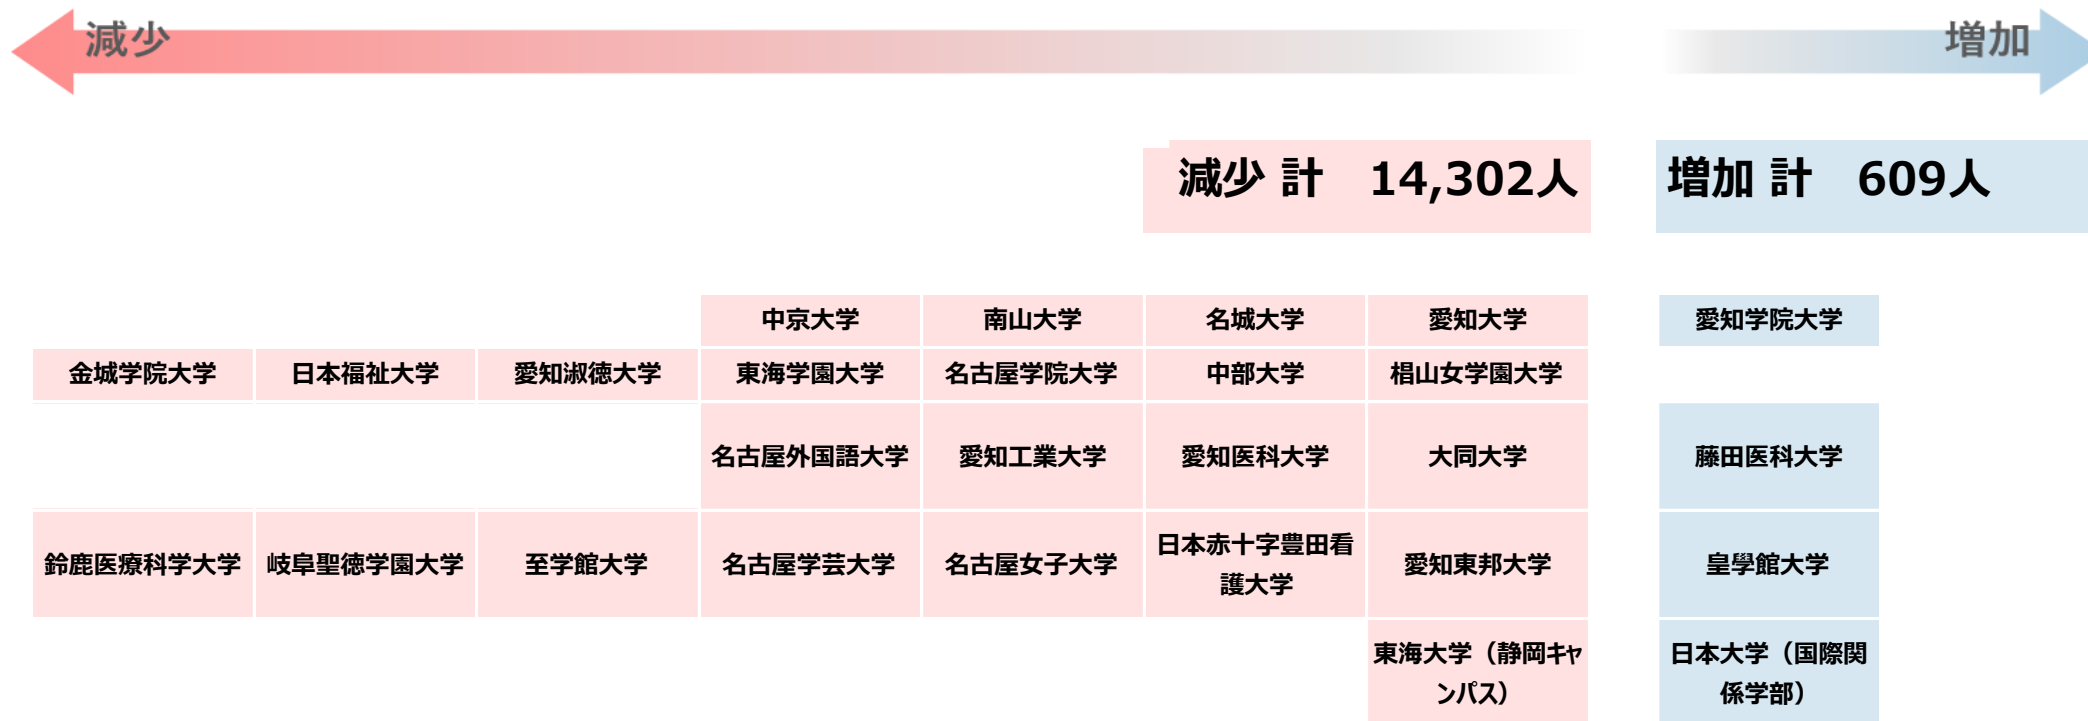 減少
増加
減少 計　14,302人
増加 計　609人
中京大学
南山大学
名城大学
愛知大学
愛知学院大学
金城学院大学
日本福祉大学
愛知淑徳大学
東海学園大学
名古屋学院大学
中部大学
椙山女学園大学
名古屋外国語大学
愛知工業大学
愛知医科大学
大同大学
藤田医科大学
鈴鹿医療科学大学
岐阜聖徳学園大学
至学館大学
名古屋学芸大学
名古屋女子大学
日本赤十字豊田看
護大学
愛知東邦大学
皇學館大学
東海大学（静岡キャ
ンパス）
日本大学（国際関
係学部）